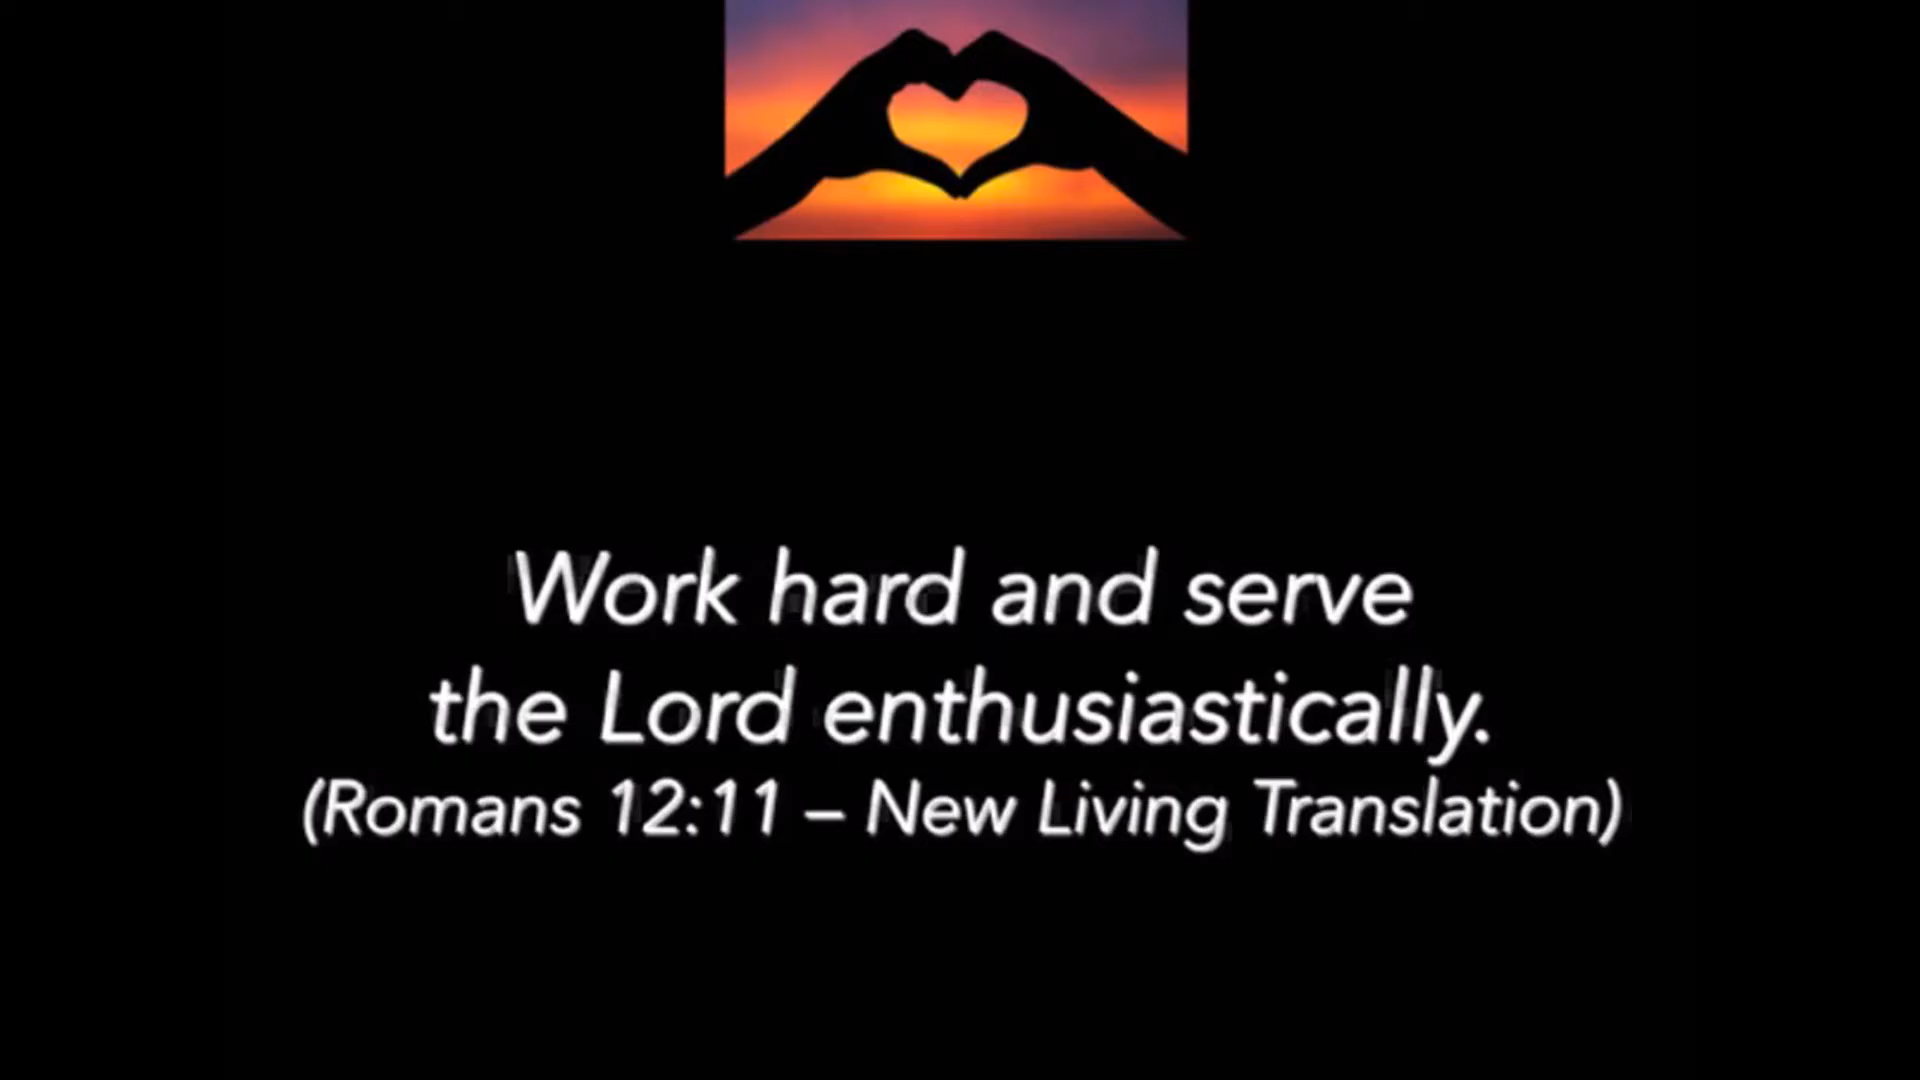 Work hard and serve
the Lord enthusiastically.
(Romans 12:11 – New Living Translation)